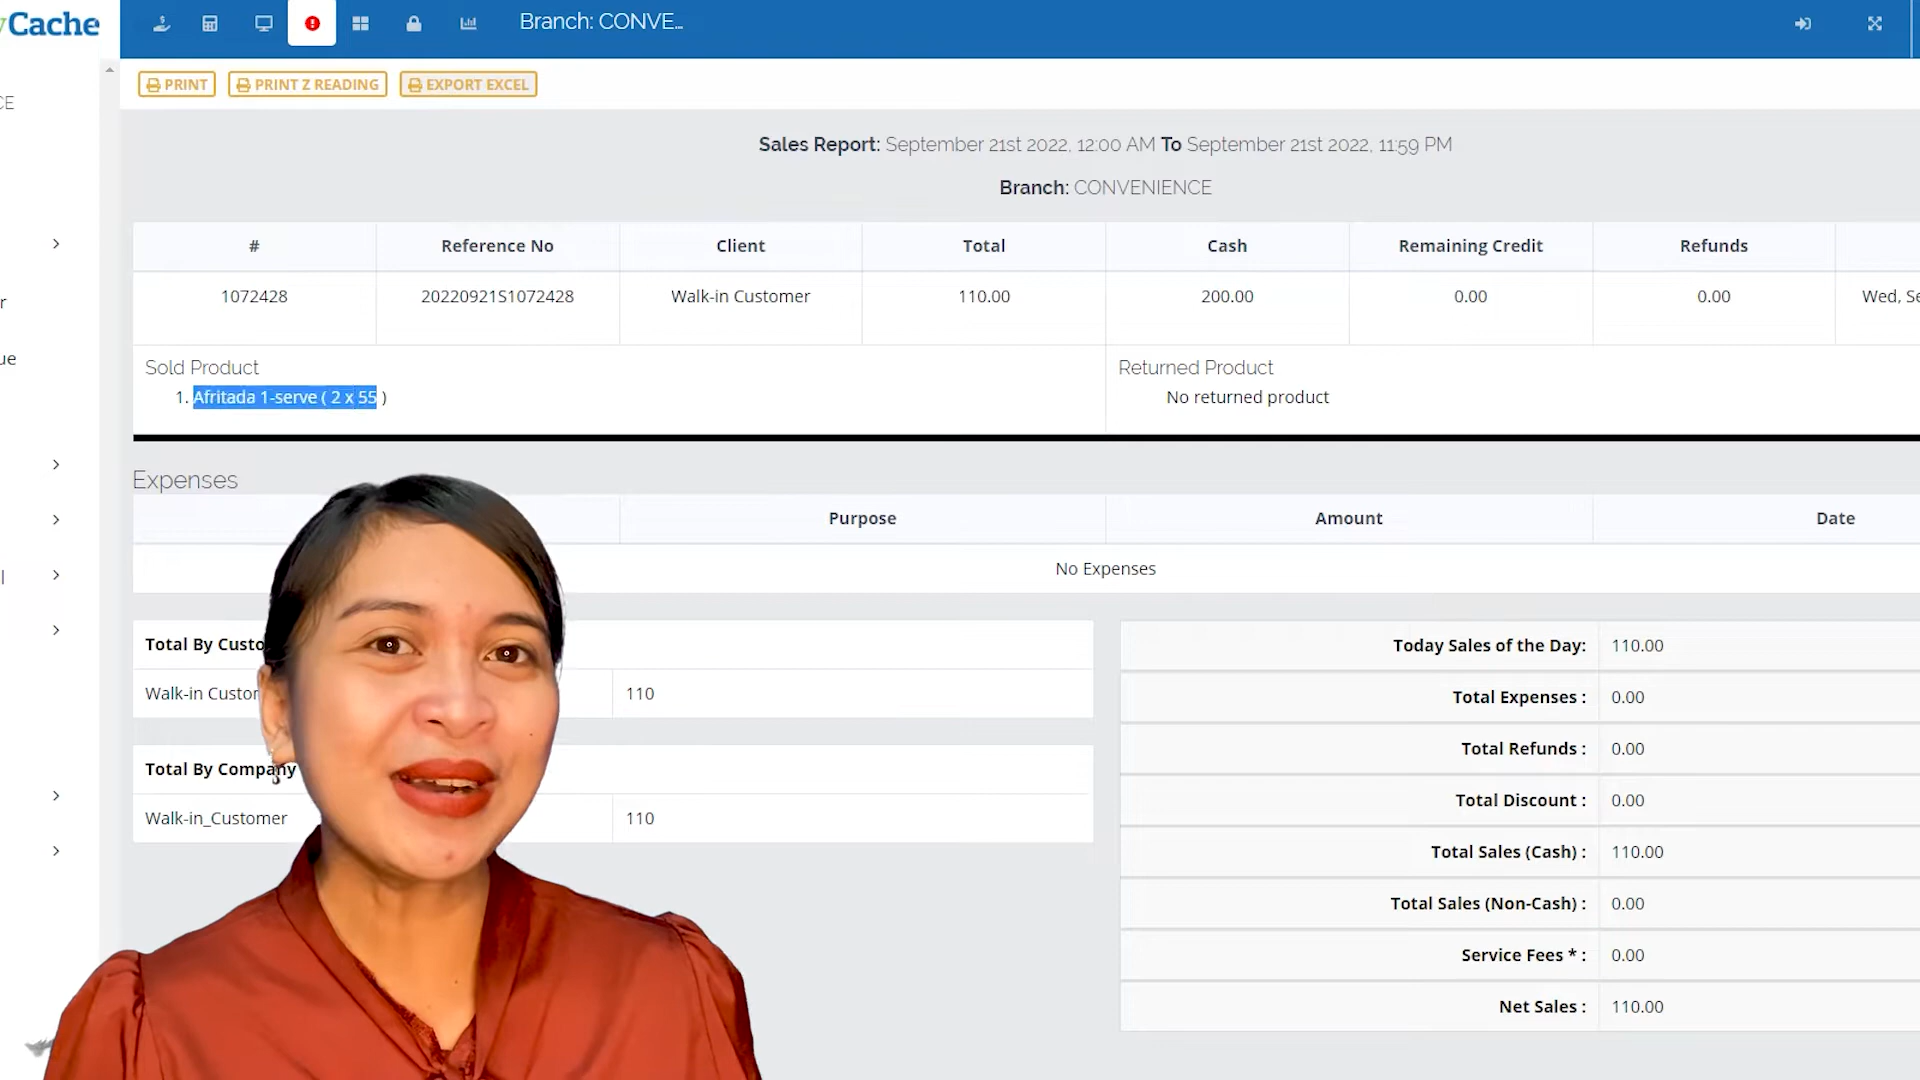 Cache
Branch: CONVE...
CE
r
ue
l
PRINT
PRINT Z READING
EXPORT EXCEL
Sales Report: September 21st 2022, 12:00 AM To September 21st 2022, 11:59 PM
Branch: CONVENIENCE
# Reference No Client Total Cash Remaining Credit Refunds
1072428 20220921S1072428 Walk-in Customer 110.00 200.00 0.00 0.00 Wed, Se
Sold Product
1. Afritada 1-serve ( 2 x 55 )
Returned Product
No returned product
Expenses
Purpose Amount Date
No Expenses
Total By Custo
Walk-in Custor 110
Total By Company
Walk-in_Customer 110
Today Sales of the Day: 110.00
Total Expenses : 0.00
Total Refunds : 0.00
Total Discount : 0.00
Total Sales (Cash) : 110.00
Total Sales (Non-Cash) : 0.00
Service Fees * : 0.00
Net Sales : 110.00